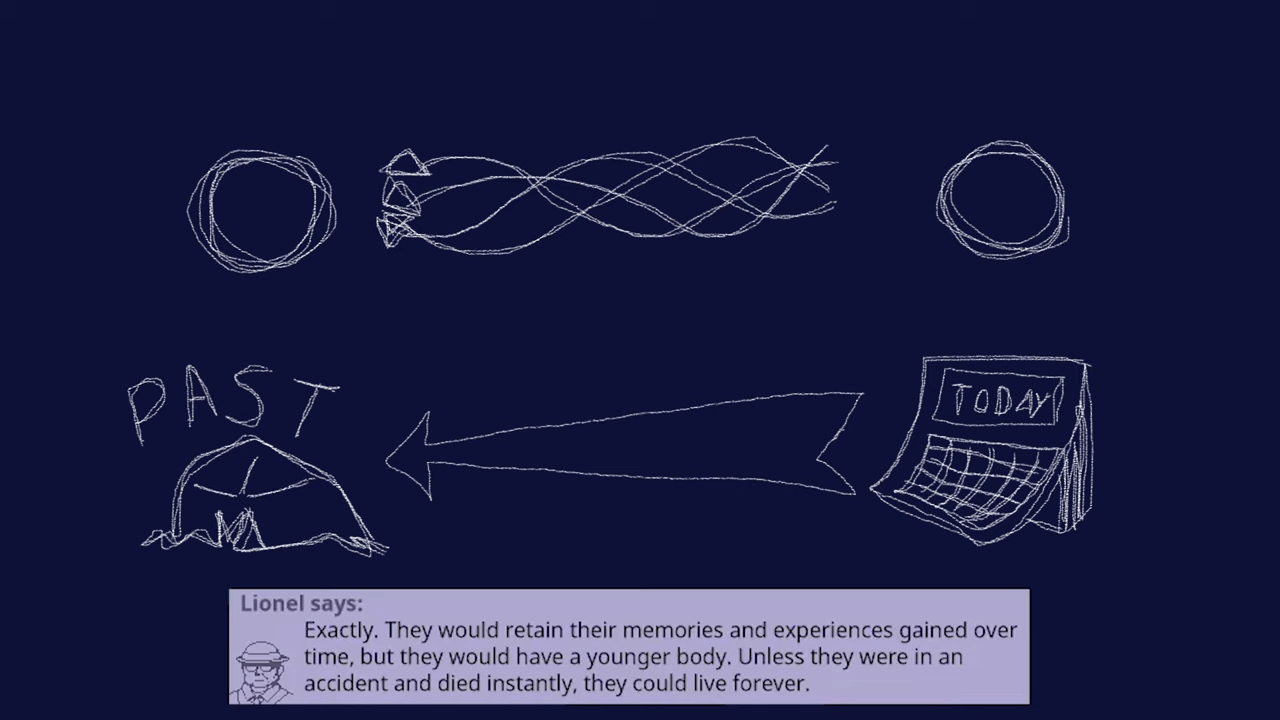 PAST
TODAY
Lionel says:
Exactly. They would retain their memories and experiences gained over
time, but they would have a younger body. Unless they were in an
accident and died instantly, they could live forever.